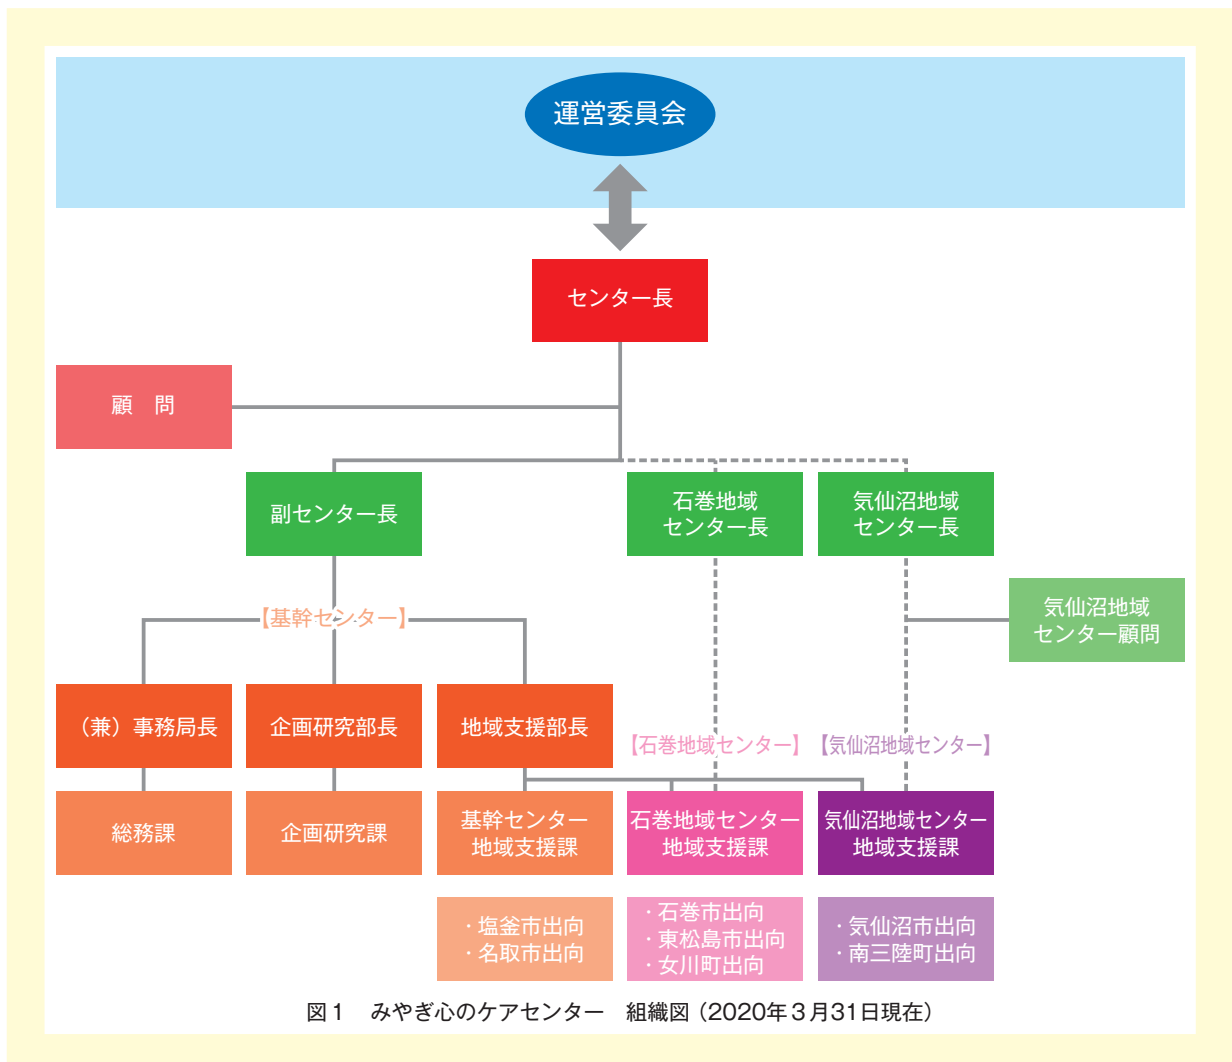 運営委員会
センター長
顧　問
副センター長
石巻地域
センター長
気仙沼地域
センター長
気仙沼地域
センター顧問
【基幹センター】
（兼）事務局長
企画研究部長
地域支援部長
【石巻地域センター】
【気仙沼地域センター】
総務課
企画研究課
基幹センター
地域支援課
石巻地域センター
地域支援課
気仙沼地域センター
地域支援課
・塩釜市出向
・名取市出向
・石巻市出向
・東松島市出向
・女川町出向
・気仙沼市出向
・南三陸町出向
図１　みやぎ心のケアセンター　組織図（2020年３月31日現在）